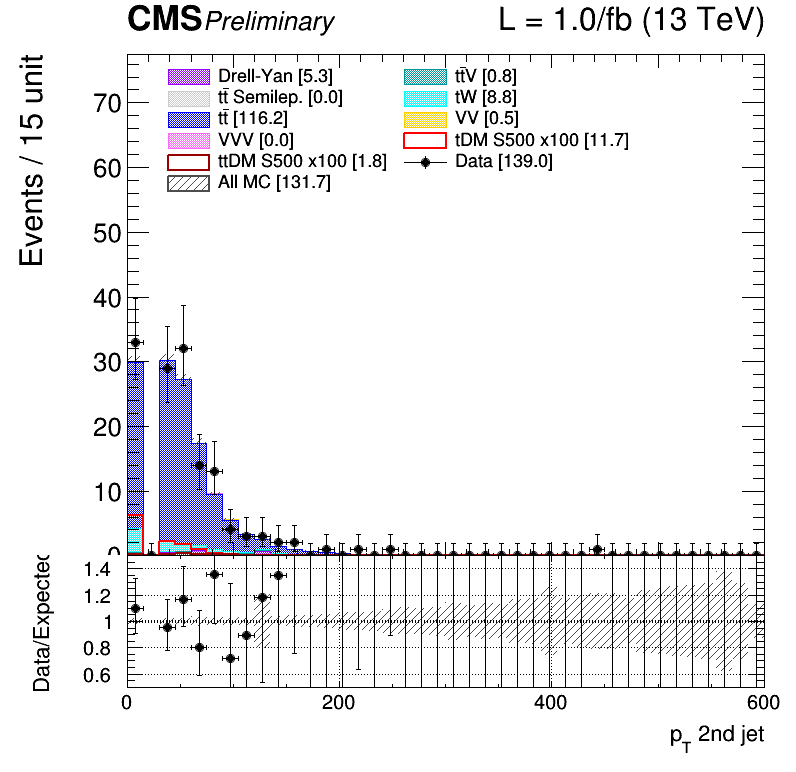 CMS Preliminary L = 1.0/fb (13 TeV)
Events / 15 unit
Drell-Yan [5.3]
tt̄ Semilep. [0.0]
tt̄ [116.2]
VVV [0.0]
ttDM S500 x100 [1.8]
All MC [131.7]
tt̄V [0.8]
tW [8.8]
VV [0.5]
tDM S500 x100 [11.7]
Data [139.0]
70
60
50
40
30
20
10
0
Data/Expected
1.4
1.2
1
0.8
0.6
0 200 400 600
p_T 2nd jet